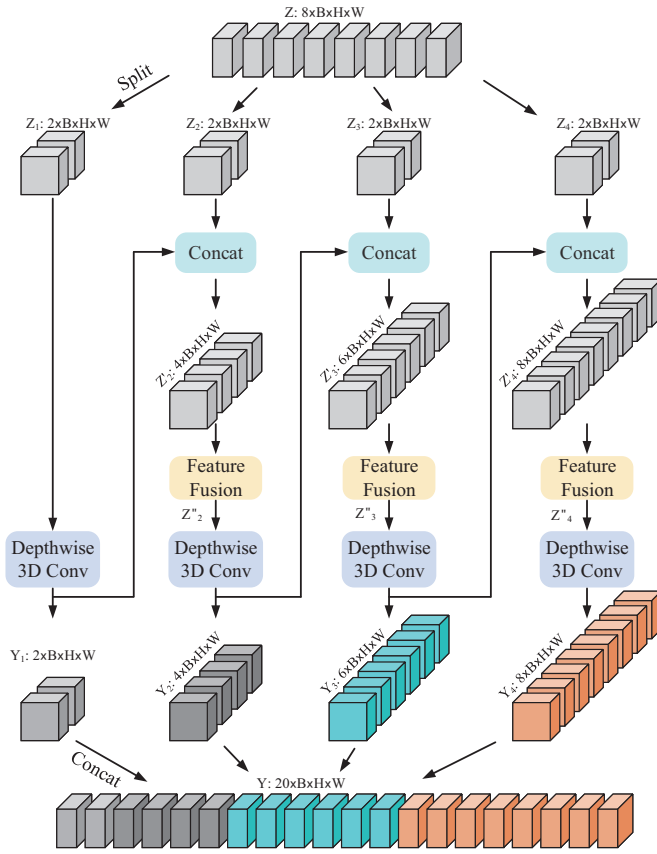 Z: 8xBxHxW
Split
Z₁: 2xBxHxW
Z₂: 2xBxHxW
Z₃: 2xBxHxW
Z₄: 2xBxHxW
Concat
Concat
Concat
Z'₂: 4xBxHxW
Z'₃: 6xBxHxW
Z'₄: 8xBxHxW
Feature
Fusion
Feature
Fusion
Feature
Fusion
Z"₂
Z"₃
Z"₄
Depthwise
3D Conv
Depthwise
3D Conv
Depthwise
3D Conv
Depthwise
3D Conv
Y₁: 2xBxHxW
Y₂: 4xBxHxW
Y₃: 6xBxHxW
Y₄: 8xBxHxW
Concat
Y: 20xBxHxW